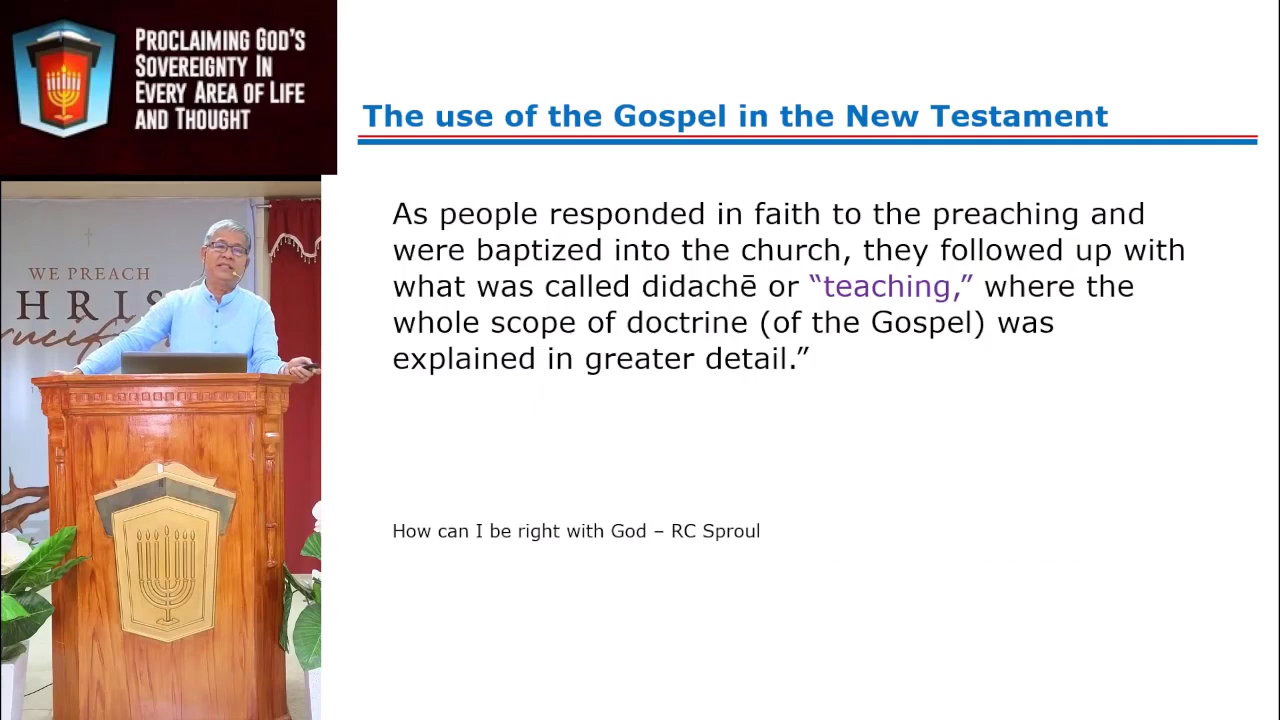 PROCLAIMING GOD'S
SOVEREIGNTY IN
EVERY AREA OF LIFE
AND THOUGHT
The use of the Gospel in the New Testament
As people responded in faith to the preaching and
were baptized into the church, they followed up with
what was called didachē or “teaching,” where the
whole scope of doctrine (of the Gospel) was
explained in greater detail.”
How can I be right with God – RC Sproul
WE PREACH
HRIS